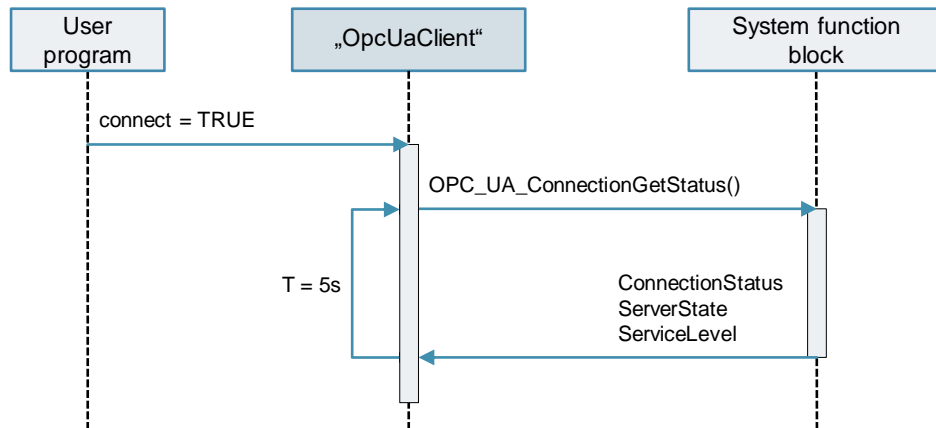 User
program
„OpcUaClient“
System function
block
connect = TRUE
OPC_UA_ConnectionGetStatus()
T = 5s
ConnectionStatus
ServerState
ServiceLevel